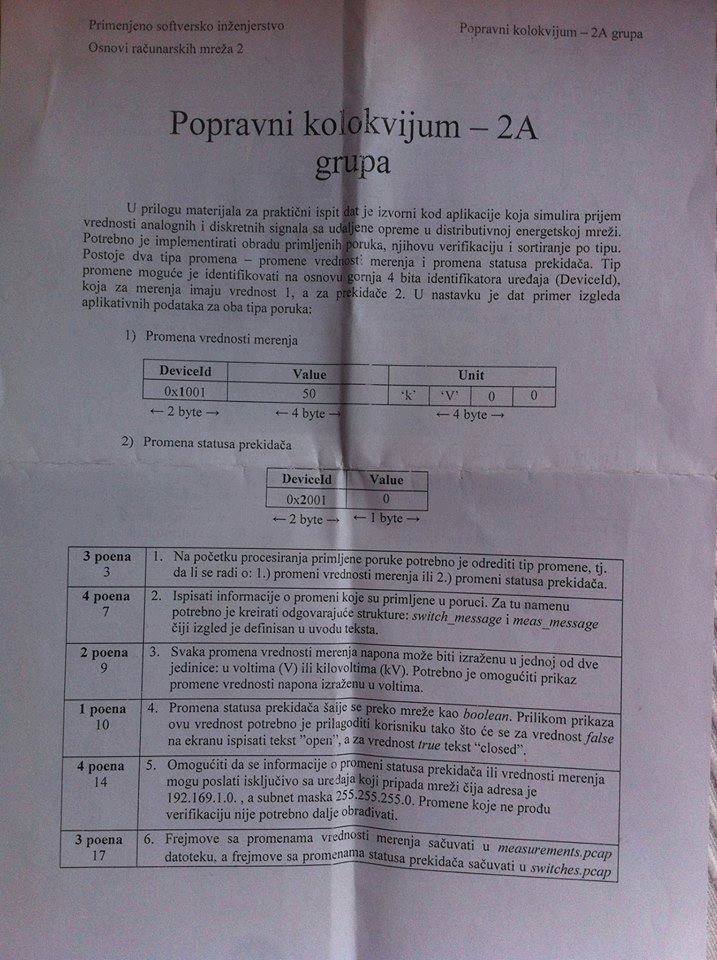 Primenjeno softversko inženjerstvo
Popravni kolokvijum – 2A grupa
Osnovi računarskih mreža 2
Popravni kolokvijum – 2A
grupa
U prilogu materijala za praktični ispit dat je izvorni kod aplikacije koja simulira prijem
vrednosti analognih i diskretnih signala sa udaljene opreme u distributivnoj energetskoj mreži.
Potrebno je implementirati obradu primljenih poruka, njihovu verifikaciju i sortiranje po tipu.
Postoje dva tipa promena – promene vrednosti merenja i promena statusa prekidača. Tip
promene moguće je identifikovati na osnovu gornja 4 bita identifikatora uređaja (DeviceId),
koja za merenja imaju vrednost 1, a za prekidače 2. U nastavku je dat primer izgleda
aplikativnih podataka za oba tipa poruka:
1) Promena vrednosti merenja
DeviceId Value Unit
0x1001 50 ‘k’ ‘V’ 0 0
← 2 byte → ← 4 byte → ← 4 byte →
2) Promena statusa prekidača
DeviceId Value
0x2001 0
← 2 byte → ← 1 byte →
3 poena
3
1. Na početku procesiranja primljene poruke potrebno je odrediti tip promene, tj.
da li se radi o: 1.) promeni vrednosti merenja ili 2.) promeni statusa prekidača.
4 poena
7
2. Ispisati informacije o promeni koje su primljene u poruci. Za tu namenu
potrebno je kreirati odgovarajuće strukture: switch_message i meas_message
čiji izgled je definisan u uvodu teksta.
2 poena
9
3. Svaka promena vrednosti merenja napona može biti izraženu u jednoj od dve
jedinice: u voltima (V) ili kilovoltima (kV). Potrebno je omogućiti prikaz
promene vrednosti napona izraženu u voltima.
1 poena
10
4. Promena statusa prekidača šalje se preko mreže kao boolean. Prilikom prikaza
ovu vrednost potrebno je prilagoditi korisniku tako što će se za vrednost false
na ekranu ispisati tekst ”open”, a za vrednost true tekst “closed”.
4 poena
14
5. Omogućiti da se informacije o promeni statusa prekidača ili vrednosti merenja
mogu poslati isključivo sa uređaja koji pripada mreži čija adresa je
192.169.1.0. , a subnet maska 255.255.255.0. Promene koje ne prođu
verifikaciju nije potrebno dalje obrađivati.
3 poena
17
6. Frejmove sa promenama vrednosti merenja sačuvati u measurements.pcap
datoteku, a frejmove sa promenama statusa prekidača sačuvati u switches.pcap